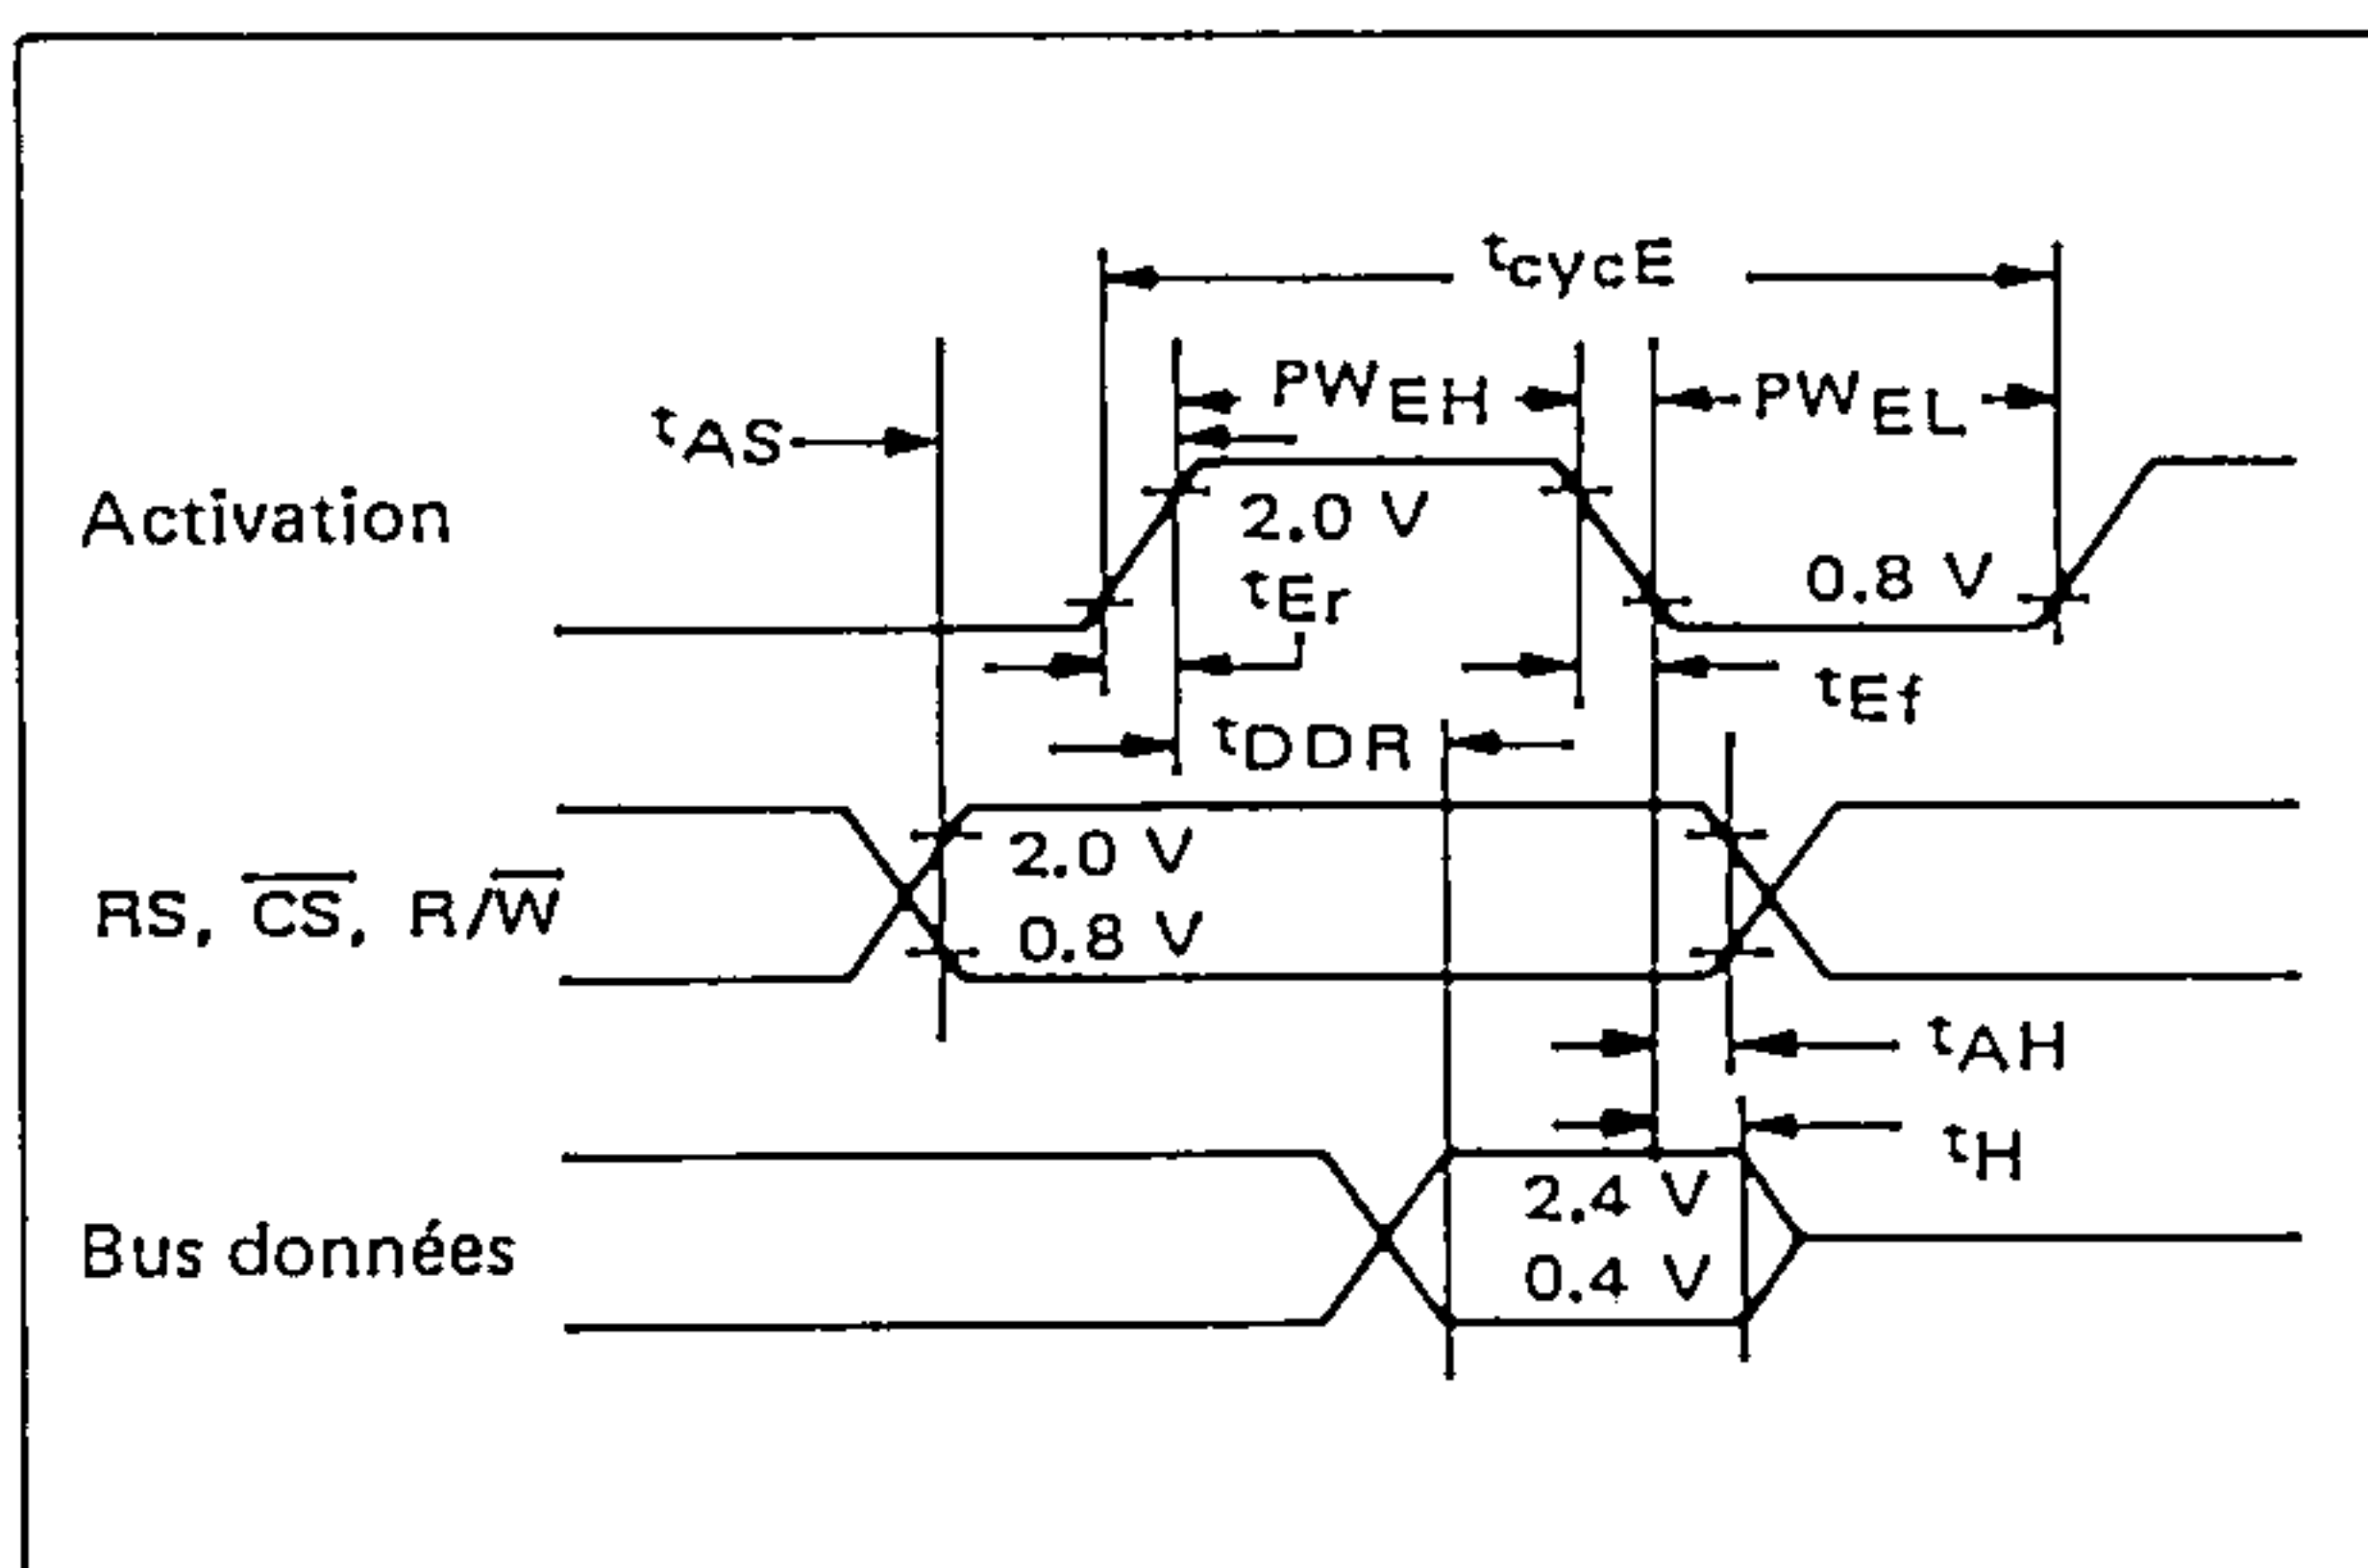 tcycE
PWEH
PWEL
tAS
Activation
2.0 V
0.8 V
tEr
tEf
tDDR
2.0 V
RS, C̅S̅, R/W̅
0.8 V
tAH
tH
2.4 V
Bus données
0.4 V